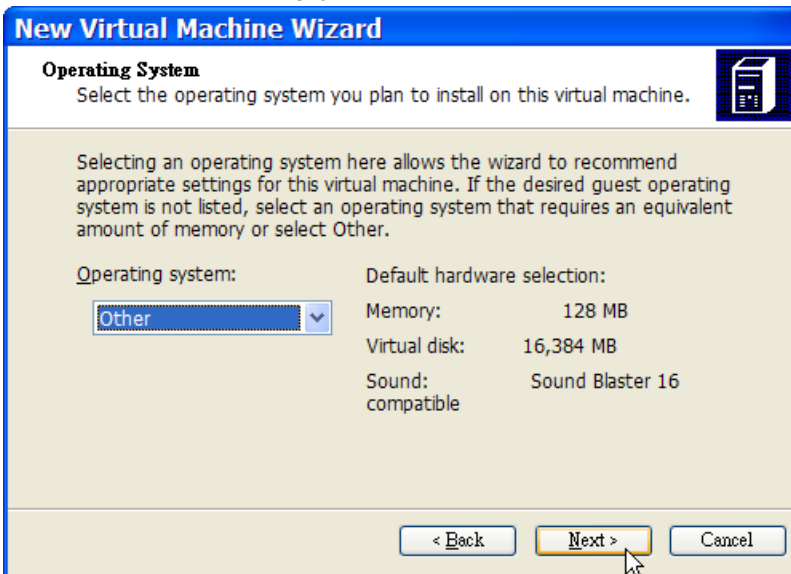 New Virtual Machine Wizard
Operating System
Select the operating system you plan to install on this virtual machine.
Selecting an operating system here allows the wizard to recommend
appropriate settings for this virtual machine. If the desired guest operating
system is not listed, select an operating system that requires an equivalent
amount of memory or select Other.
Operating system:
Other
Default hardware selection:
Memory: 128 MB
Virtual disk: 16,384 MB
Sound: Sound Blaster 16
compatible
< Back Next > Cancel